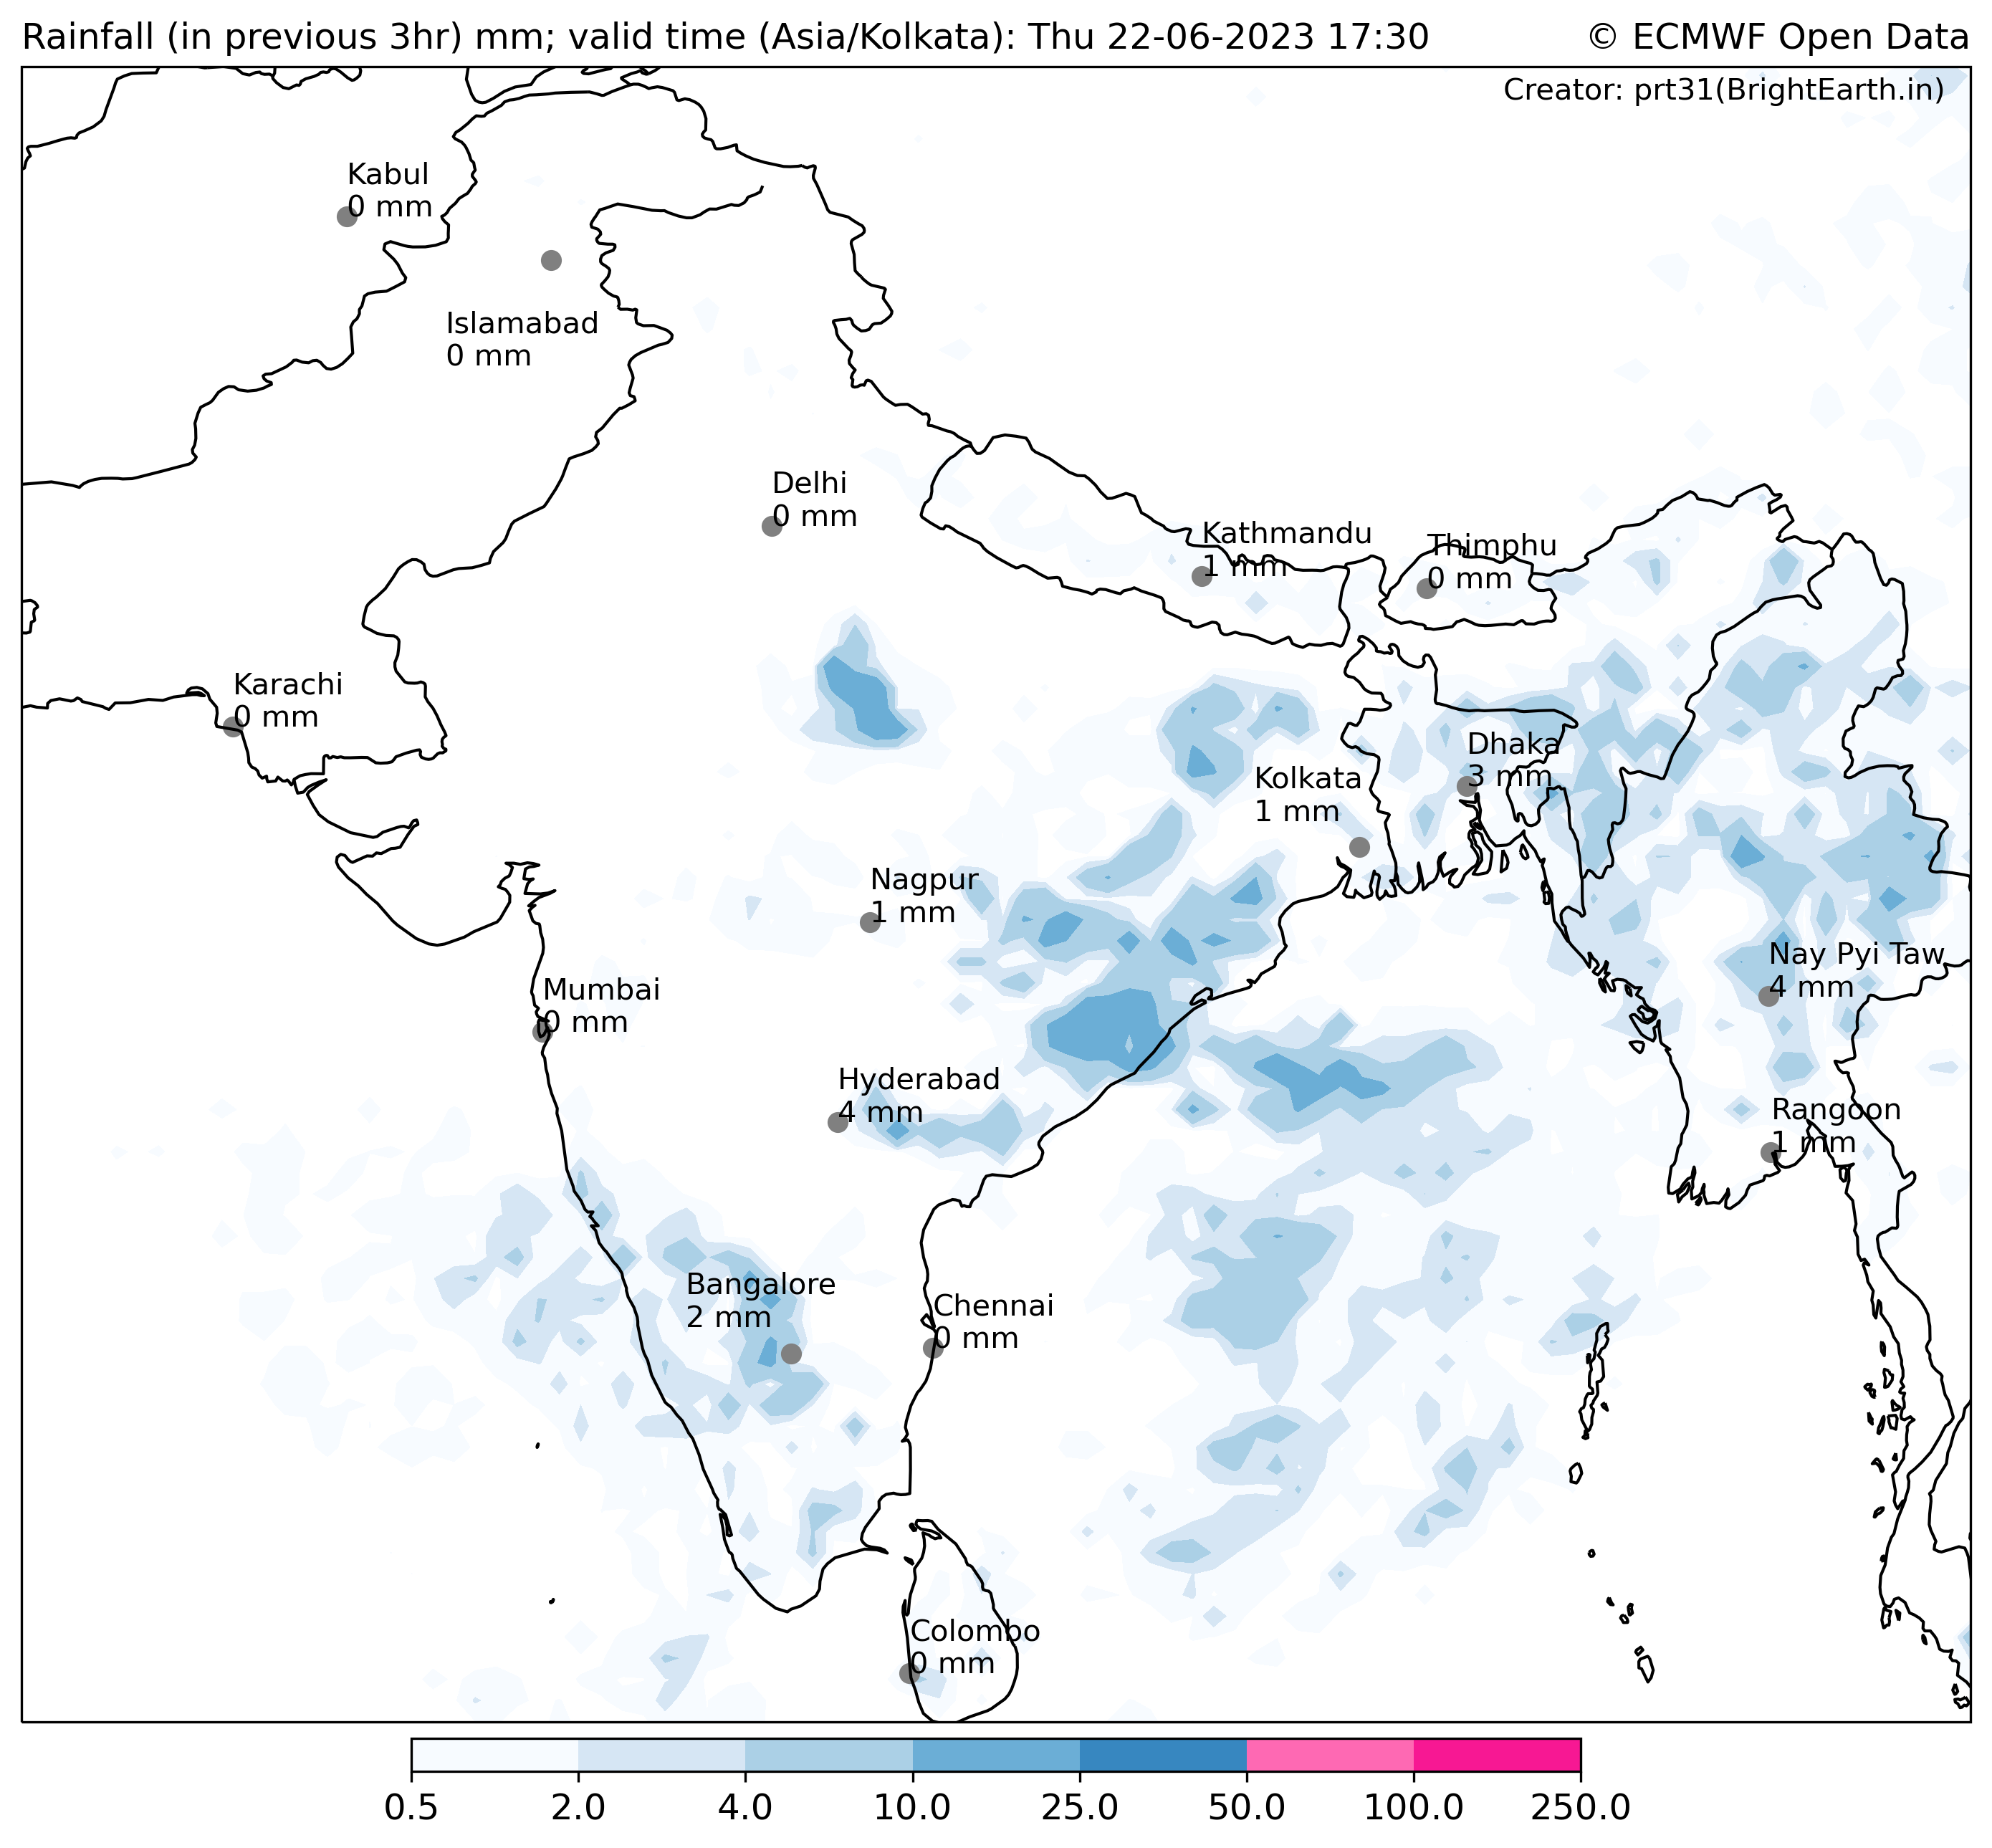 Rainfall (in previous 3hr) mm; valid time (Asia/Kolkata): Thu 22-06-2023 17:30
© ECMWF Open Data
Creator: prt31(BrightEarth.in)
Kabul
0 mm
Islamabad
0 mm
Delhi
0 mm
Kathmandu
1 mm
Thimphu
0 mm
Karachi
0 mm
Dhaka
3 mm
Kolkata
1 mm
Nagpur
1 mm
Nay Pyi Taw
4 mm
Mumbai
0 mm
Hyderabad
4 mm
Rangoon
1 mm
Bangalore
2 mm
Chennai
0 mm
Colombo
0 mm
0.5 2.0 4.0 10.0 25.0 50.0 100.0 250.0